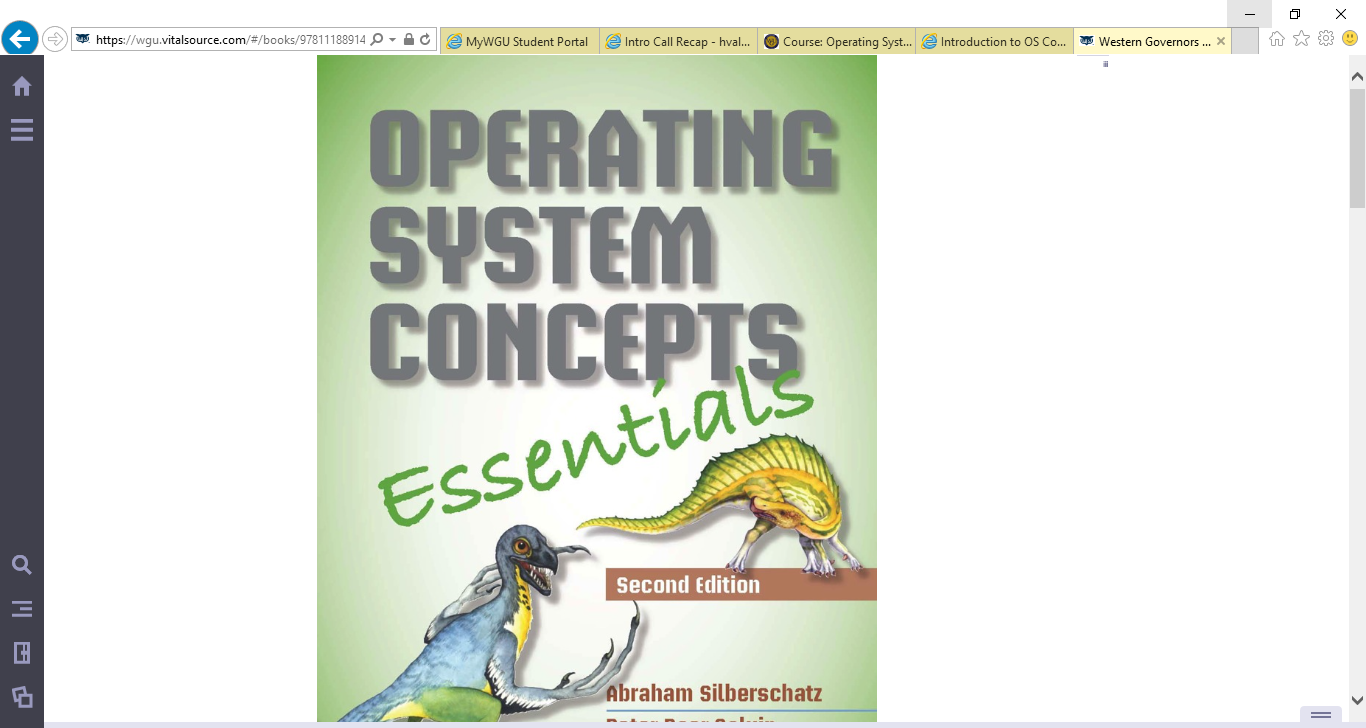 https://wgu.vitalsource.com/#/books/97811188914
MyWGU Student Portal
Intro Call Recap - hval...
Course: Operating Syst...
Introduction to OS Co...
Western Governors ...
OPERATING
SYSTEM
CONCEPTS
Essentials
Second Edition
Abraham Silberschatz